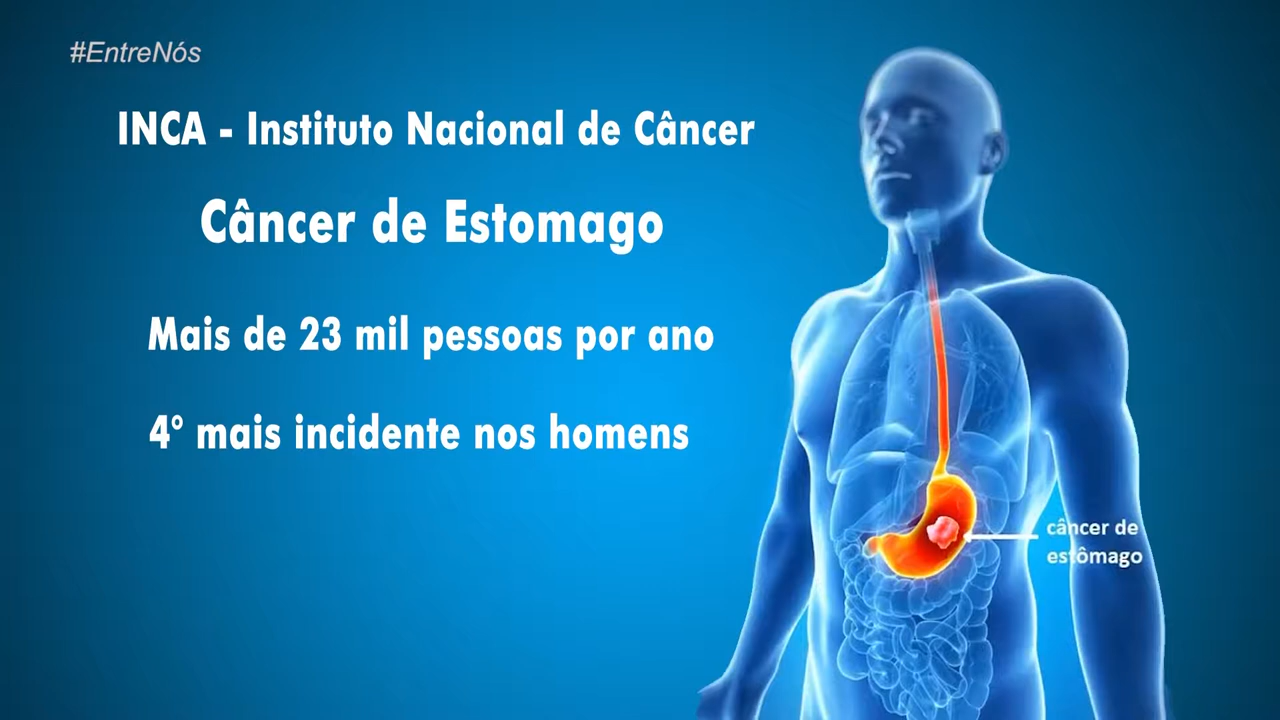 #EntreNós
INCA - Instituto Nacional de Câncer
Câncer de Estomago
Mais de 23 mil pessoas por ano
4º mais incidente nos homens
câncer de
estômago